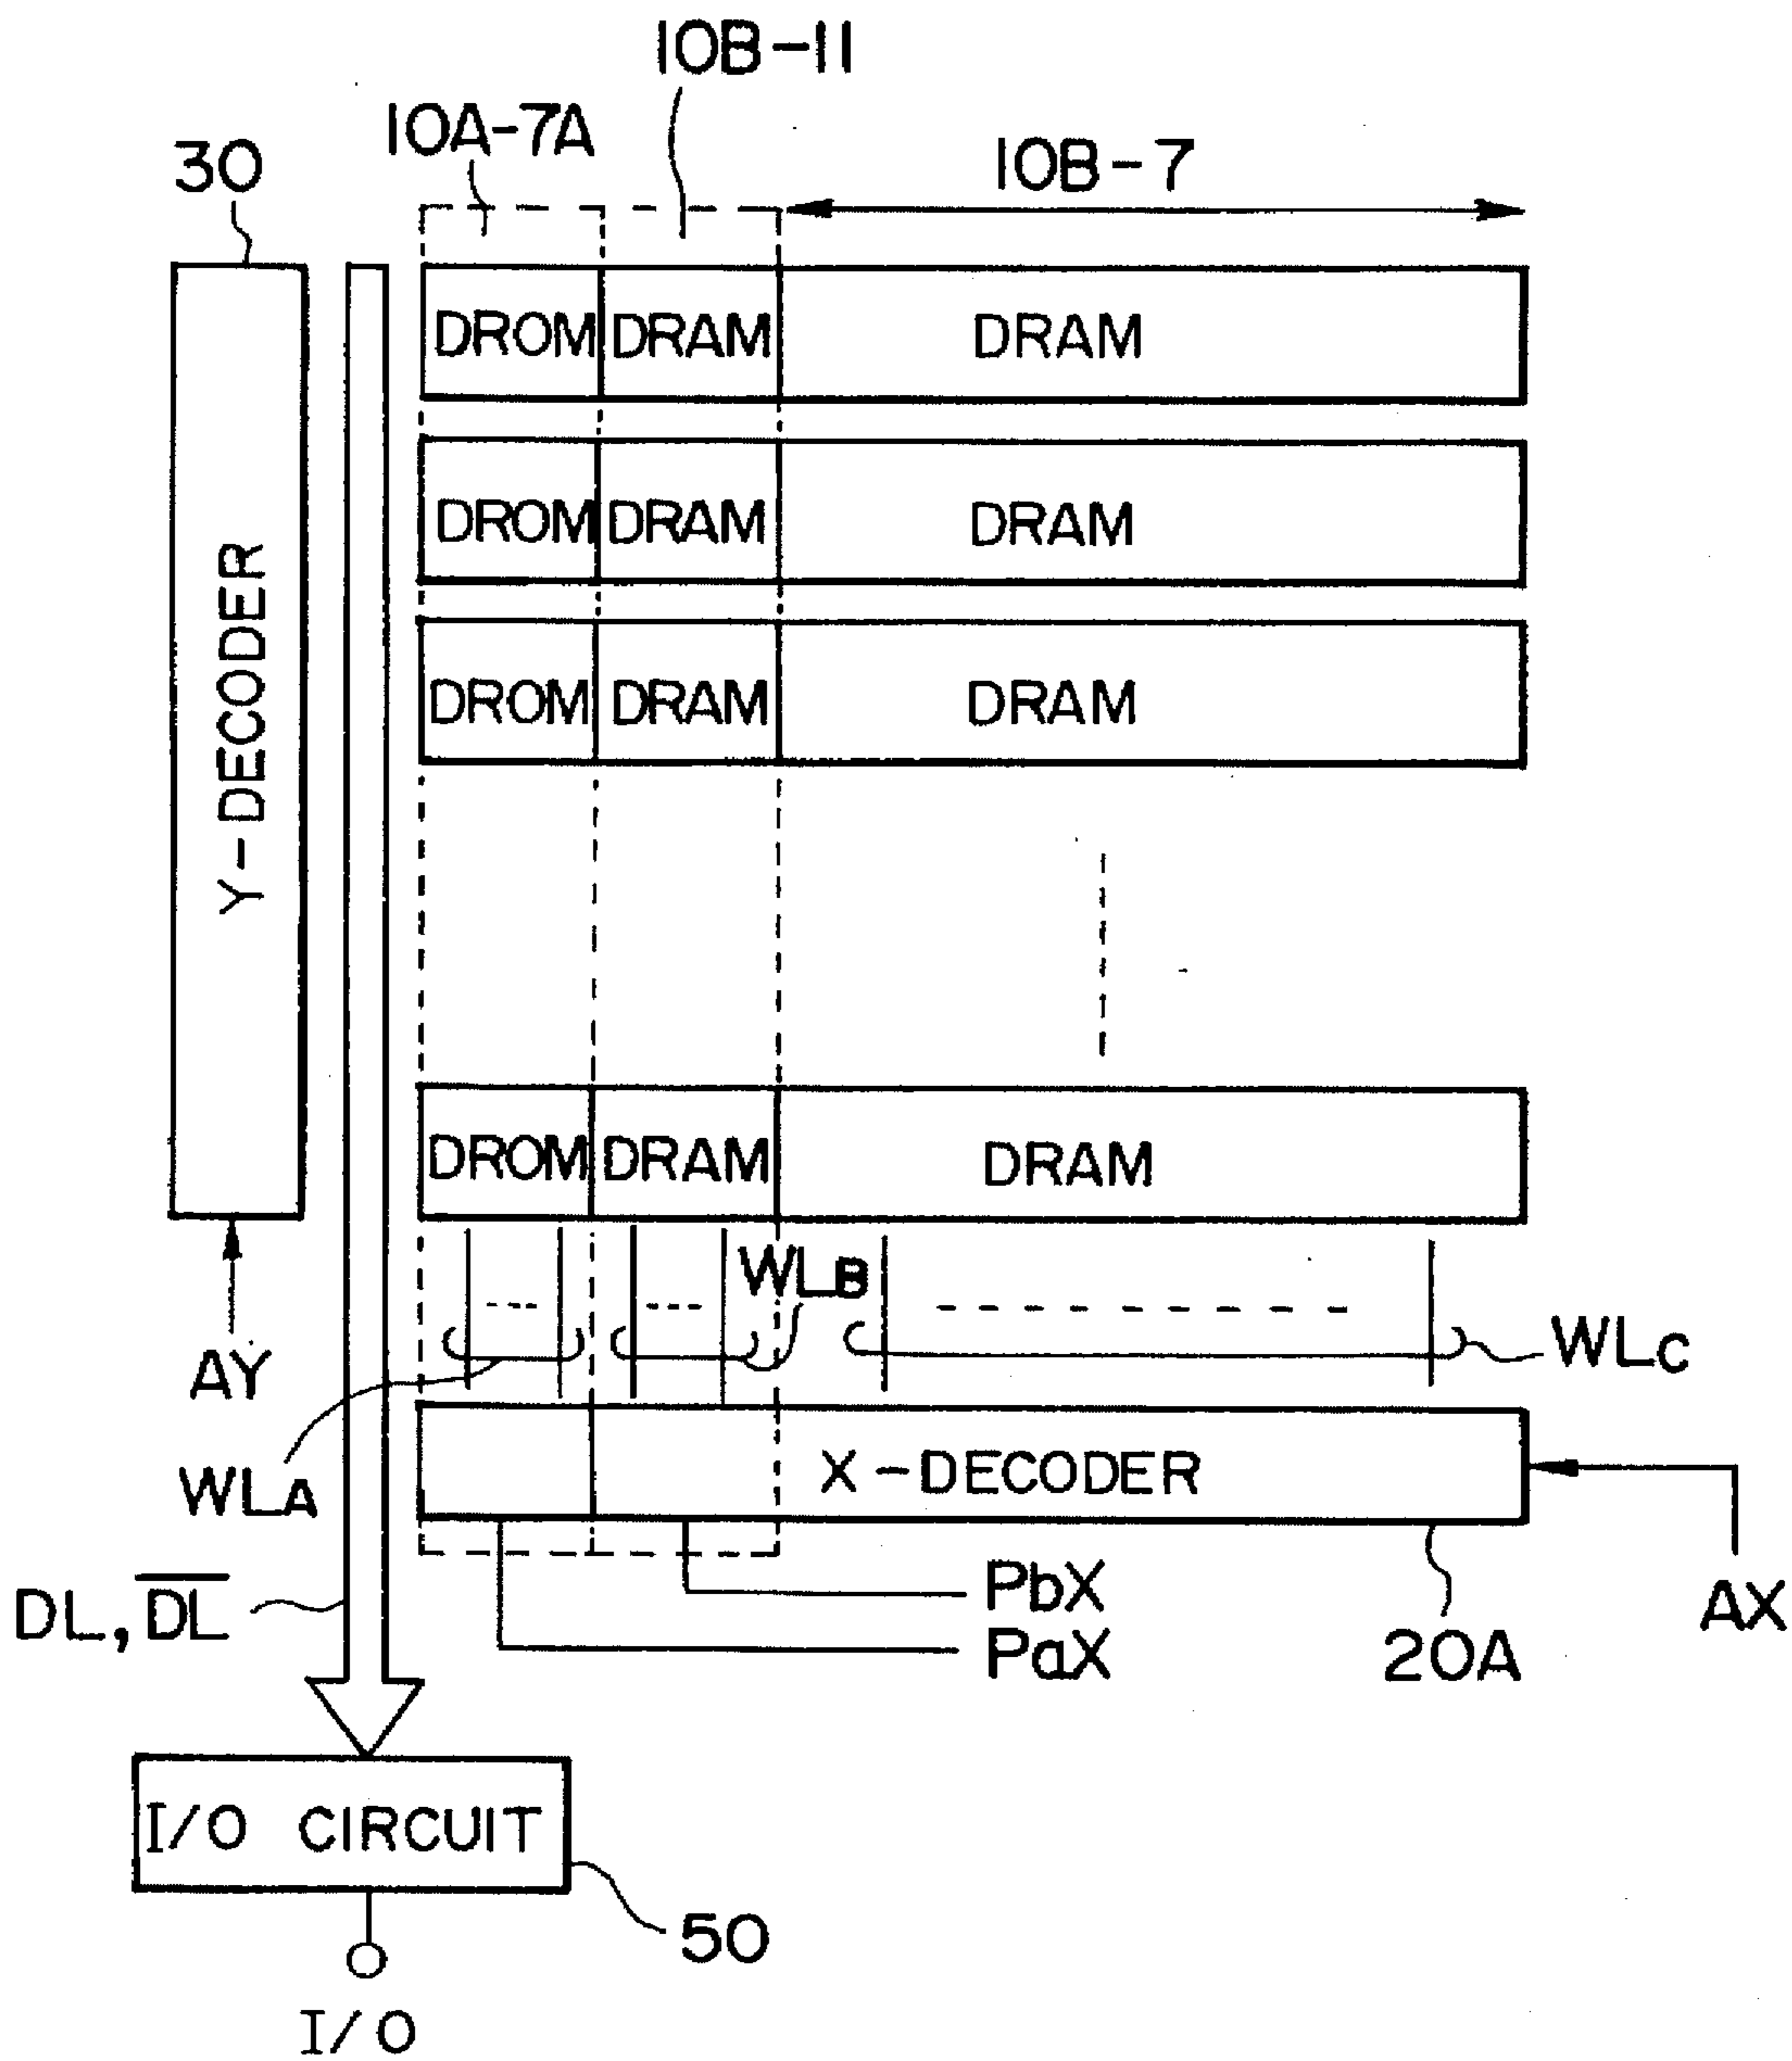 10B-11
10A-7A
30
10B-7
DROM DRAM DRAM
DROM DRAM DRAM
DROM DRAM DRAM
Y-DECODER
DROM DRAM DRAM
WLB
WLC
AY
X-DECODER
WLA
PbX
DL, D̅L̅
AX
PaX
20A
I/O CIRCUIT
50
I/O